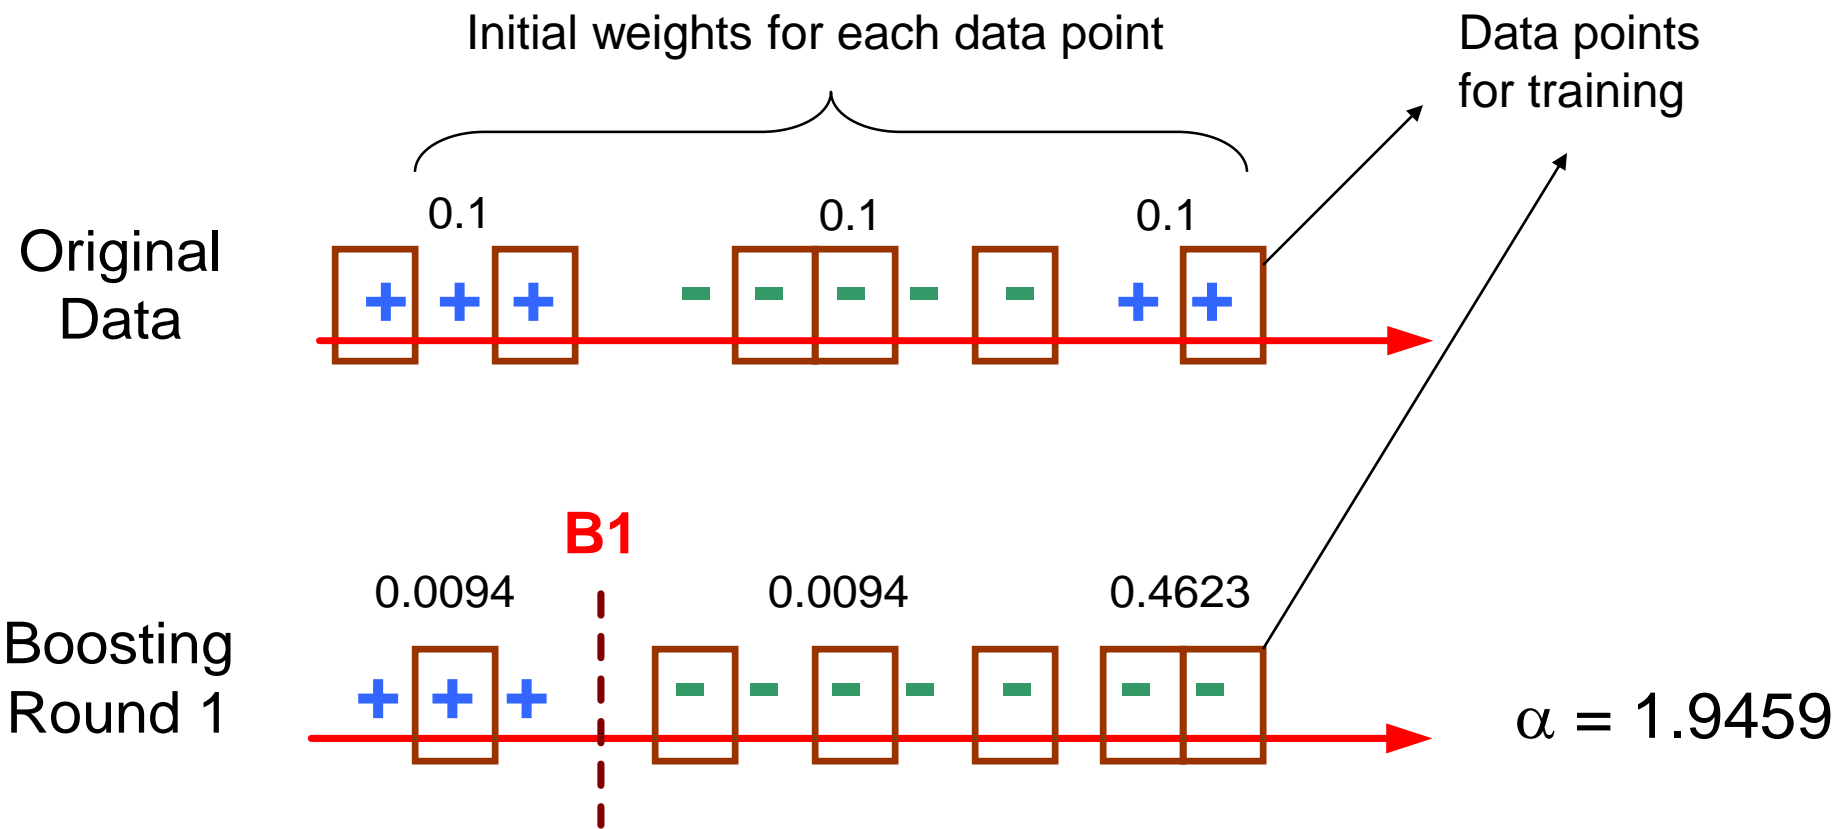 Initial weights for each data point
Data points
for training
0.1 0.1 0.1
Original
Data
+ + + - - - - - + +
B1
0.0094 0.0094 0.4623
Boosting
Round 1
+ + + - - - - - - -
α = 1.9459